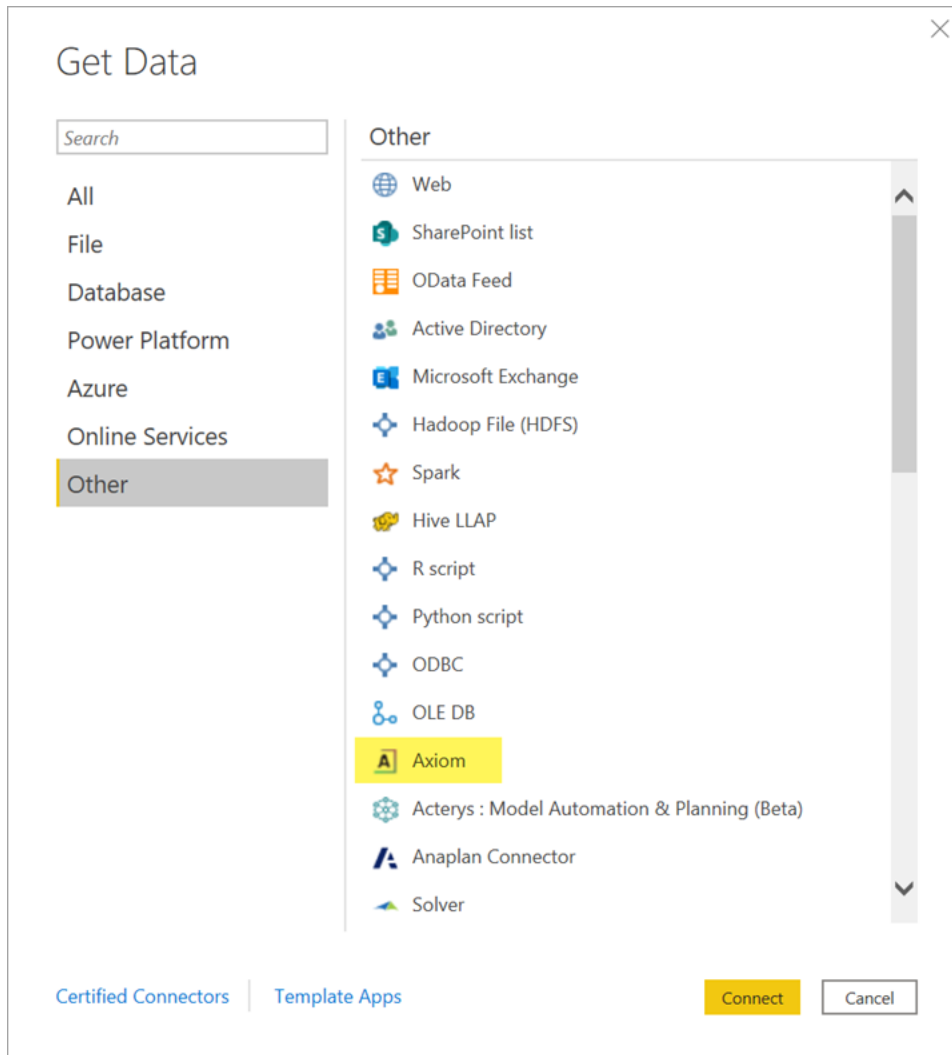 Get Data
Search
All
File
Database
Power Platform
Azure
Online Services
Other
Other
Web
SharePoint list
OData Feed
Active Directory
Microsoft Exchange
Hadoop File (HDFS)
Spark
Hive LLAP
R script
Python script
ODBC
OLE DB
Axiom
Acterys : Model Automation & Planning (Beta)
Anaplan Connector
Solver
Certified Connectors
Template Apps
Connect
Cancel